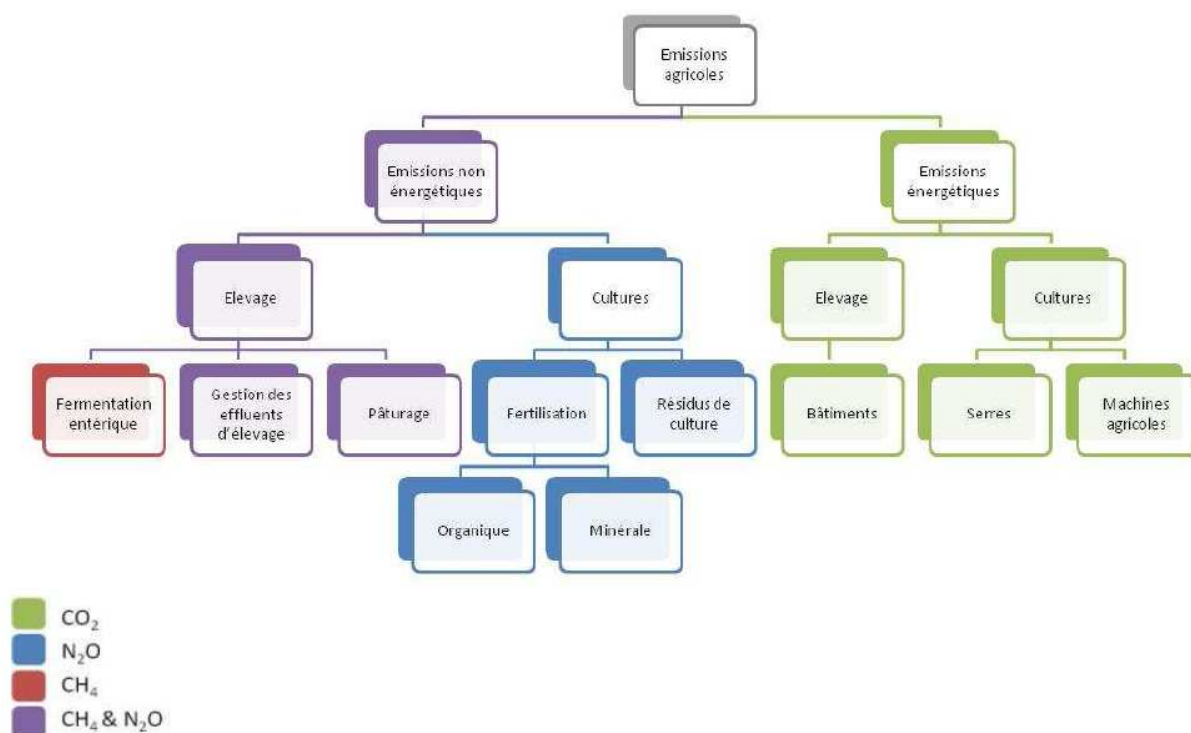 Emissions
agricoles
Emissions non
énergétiques
Emissions
énergétiques
Elevage
Cultures
Elevage
Cultures
Fermentation
entérique
Gestion des
effluents
d'élevage
Pâturage
Fertilisation
Résidus de
culture
Bâtiments
Serres
Machines
agricoles
Organique
Minérale
CO₂
N₂O
CH₄
CH₄ & N₂O